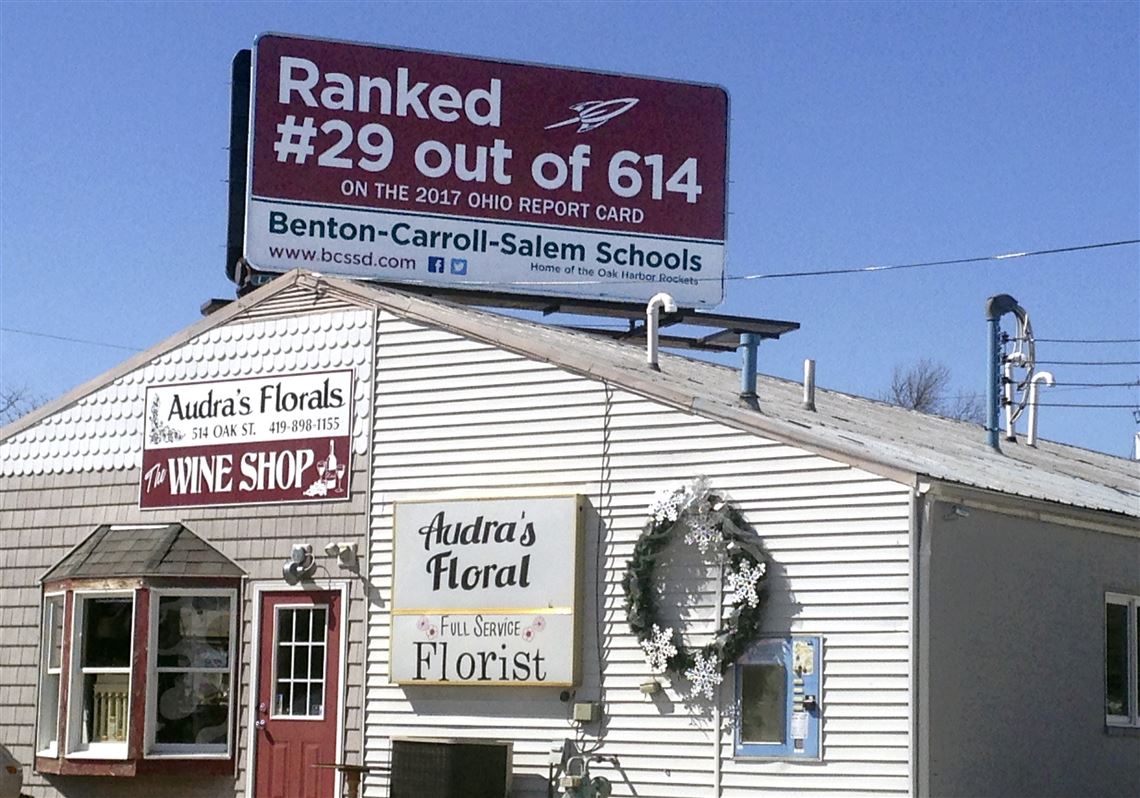 Ranked
#29 out of 614
ON THE 2017 OHIO REPORT CARD
Benton-Carroll-Salem Schools
www.bcssd.com
Home of the Oak Harbor Rockets
Audra's Florals
514 OAK ST. 419-898-1155
The WINE SHOP
Audra's
Floral
FULL SERVICE
Florist